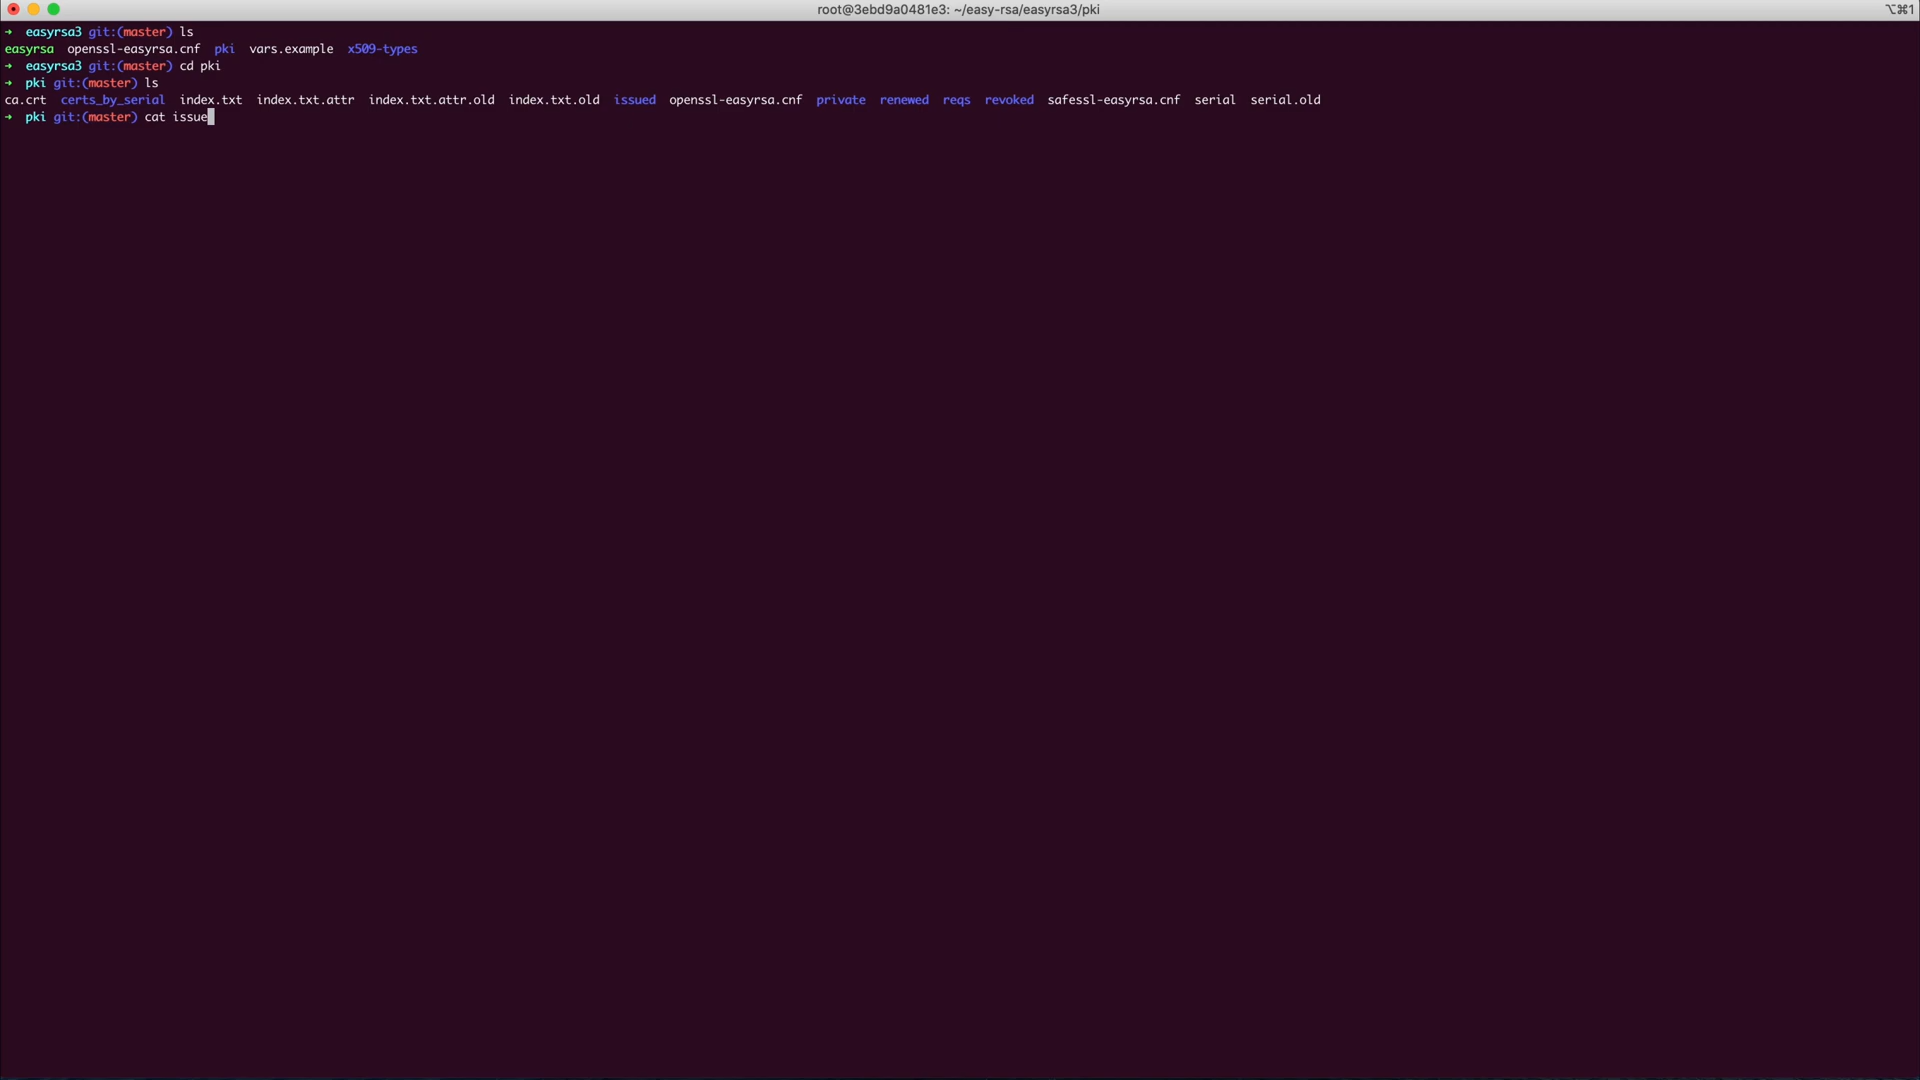 root@3ebd9a0481e3: ~/easy-rsa/easyrsa3/pki ⌥⌘1
➜  easyrsa3 git:(master) ls
easyrsa  openssl-easyrsa.cnf  pki  vars.example  x509-types
➜  easyrsa3 git:(master) cd pki
➜  pki git:(master) ls
ca.crt  certs_by_serial  index.txt  index.txt.attr  index.txt.attr.old  index.txt.old  issued  openssl-easyrsa.cnf  private  renewed  reqs  revoked  safessl-easyrsa.cnf  serial  serial.old
➜  pki git:(master) cat issue